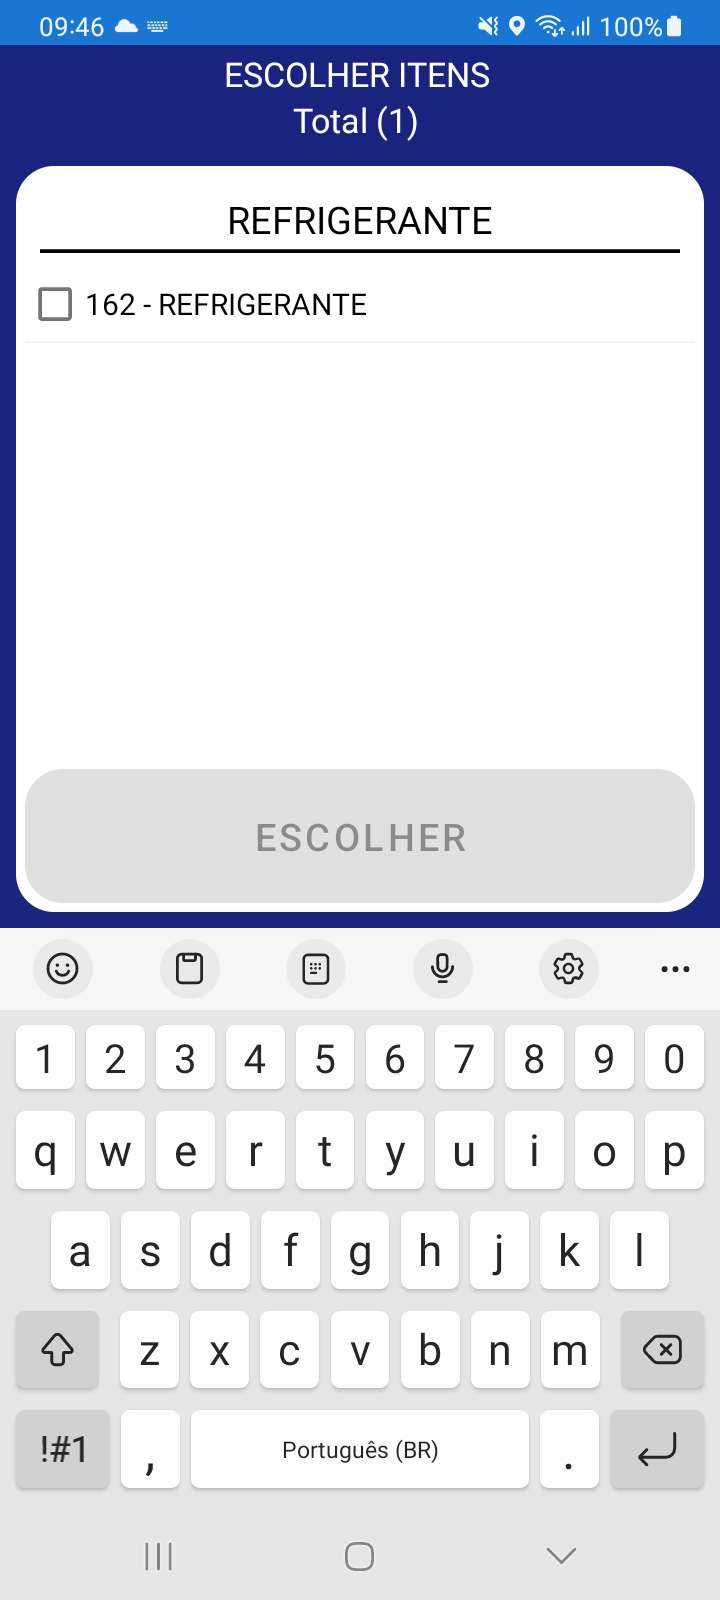 09:46
100%
ESCOLHER ITENS
Total (1)
REFRIGERANTE
162 - REFRIGERANTE
ESCOLHER
1 2 3 4 5 6 7 8 9 0
q w e r t y u i o p
a s d f g h j k l
z x c v b n m
!#1 , Português (BR) .